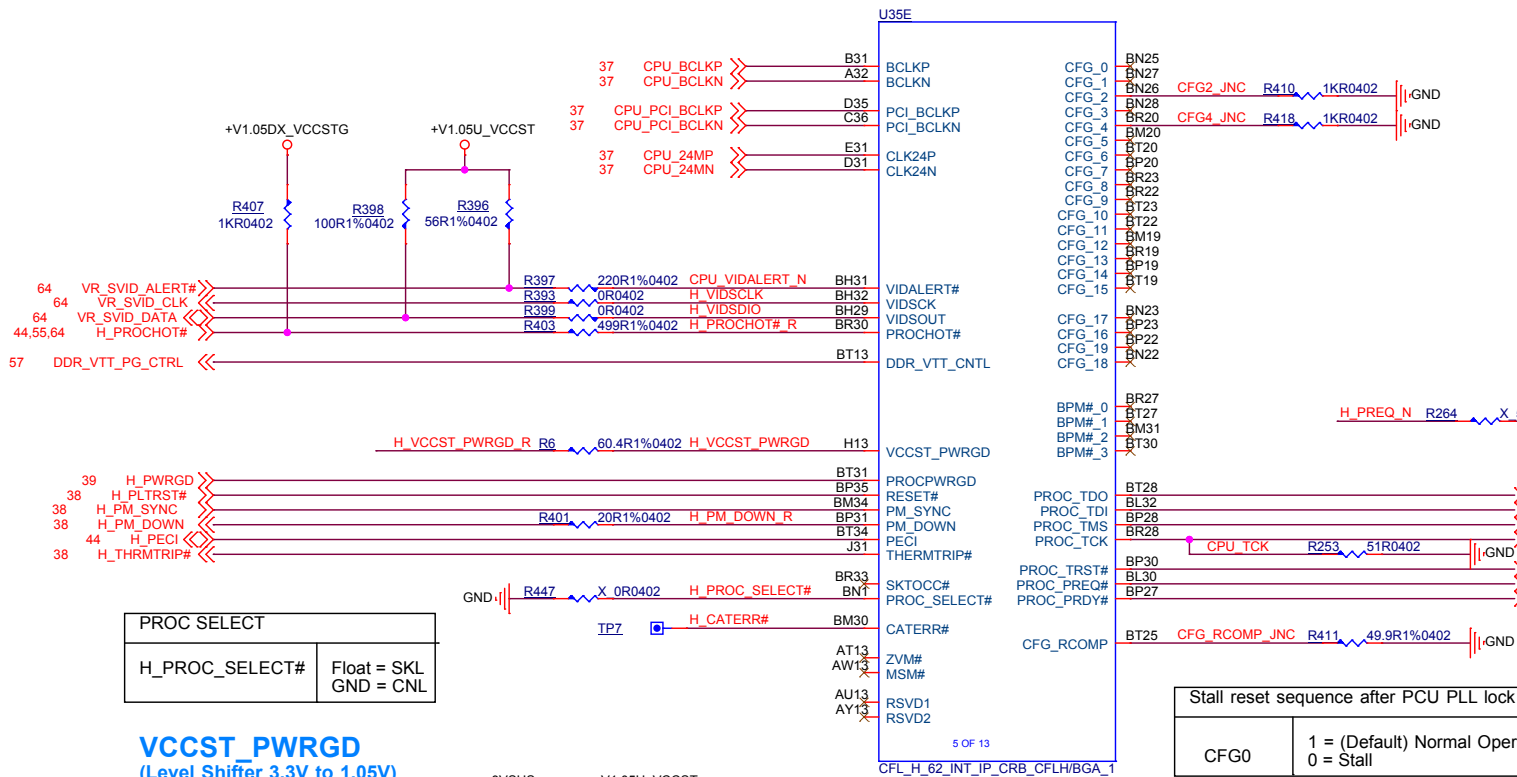 U35E
37 CPU_BCLKP B31 BCLKP
37 CPU_BCLKN A32 BCLKN
37 CPU_PCI_BCLKP D35 PCI_BCLKP
37 CPU_PCI_BCLKN C36 PCI_BCLKN
37 CPU_24MP E31 CLK24P
37 CPU_24MN D31 CLK24N
+V1.05DX_VCCSTG +V1.05U_VCCST
R407 R398 R396
1KR0402 100R1%0402 56R1%0402
64 VR_SVID_ALERT# R397 220R1%0402 CPU_VIDALERT_N BH31 VIDALERT#
64 VR_SVID_CLK R393 0R0402 H_VIDSCLK BH32 VIDSCK
64 VR_SVID_DATA R399 0R0402 H_VIDSDIO BH29 VIDSOUT
44,55,64 H_PROCHOT# R403 499R1%0402 H_PROCHOT#_R BR30 PROCHOT#
57 DDR_VTT_PG_CTRL BT13 DDR_VTT_CNTL
H_VCCST_PWRGD_R R6 60.4R1%0402 H_VCCST_PWRGD H13 VCCST_PWRGD
39 H_PWRGD BT31 PROCPWRGD
38 H_PLTRST# BP35 RESET#
38 H_PM_SYNC BM34 PM_SYNC
38 H_PM_DOWN R401 20R1%0402 H_PM_DOWN_R BP31 PM_DOWN
44 H_PECI BT34 PECI
38 H_THRMTRIP# J31 THERMTRIP#
BR33 SKTOCC#
GND R447 X_0R0402 H_PROC_SELECT# BN1 PROC_SELECT#
TP7 H_CATERR# BM30 CATERR#
AT13 ZVM#
AW13 MSM#
AU13 RSVD1
AY13 RSVD2
CFG_0 BN25
CFG_1 BN27
CFG_2 BN26 CFG2_JNC R410 1KR0402 GND
CFG_3 BN28
CFG_4 BR20 CFG4_JNC R418 1KR0402 GND
CFG_5 BM20
CFG_6 BT20
CFG_7 BP20
CFG_8 BR23
CFG_9 BR22
CFG_10 BT23
CFG_11 BT22
CFG_12 BM19
CFG_13 BR19
CFG_14 BP19
CFG_15 BT19
CFG_17 BN23
CFG_16 BP23
CFG_19 BP22
CFG_18 BN22
BPM#_0 BR27
BPM#_1 BT27
BPM#_2 BM31
BPM#_3 BT30
H_PREQ_N R264
PROC_TDO BT28
PROC_TDI BL32
PROC_TMS BP28
PROC_TCK BR28
CPU_TCK R253 51R0402 GND
PROC_TRST# BP30
PROC_PREQ# BL30
PROC_PRDY# BP27
CFG_RCOMP BT25 CFG_RCOMP_JNC R411 49.9R1%0402 GND
5 OF 13
CFL_H_62_INT_IP_CRB_CFLH/BGA_1
PROC SELECT
H_PROC_SELECT# Float = SKL
GND = CNL
VCCST_PWRGD
(Level Shifter 3.3V to 1.05V)
Stall reset sequence after PCU PLL lock
CFG0 1 = (Default) Normal Oper
0 = Stall